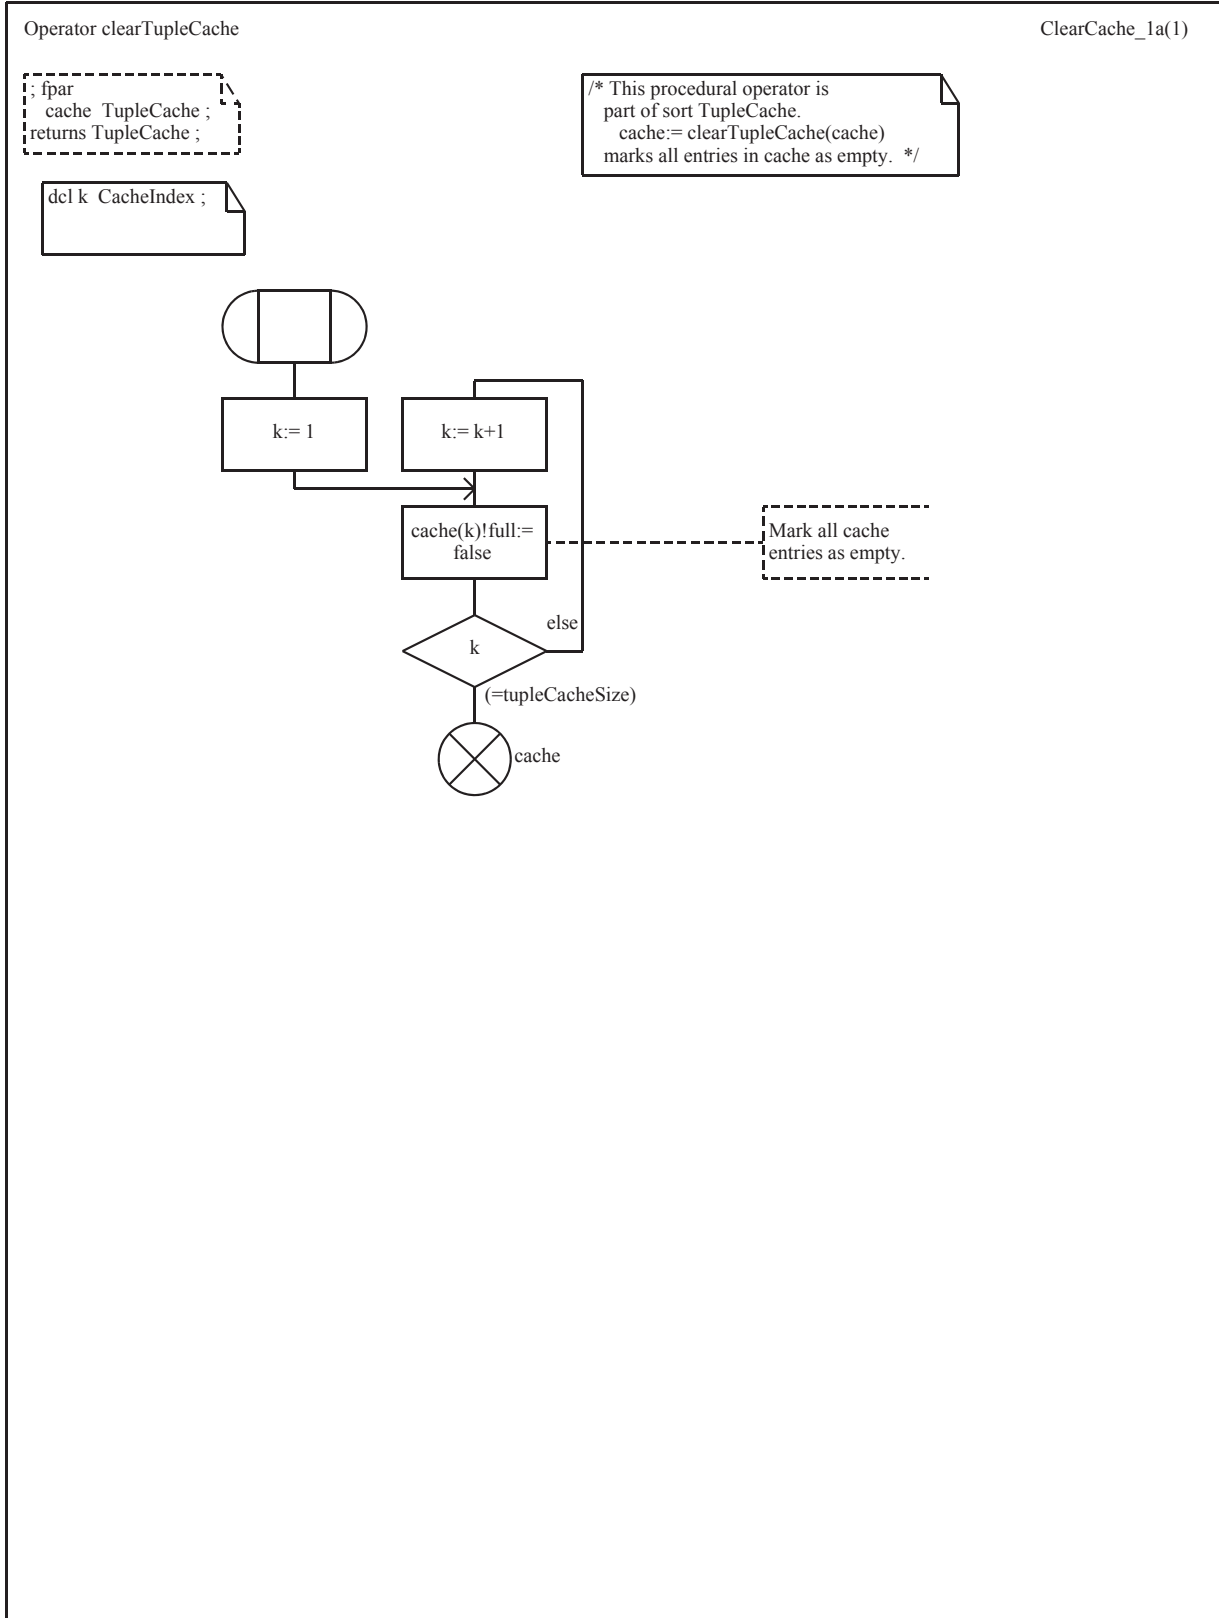 Operator clearTupleCache
ClearCache_1a(1)
; fpar
cache  TupleCache ;
returns TupleCache ;
/* This procedural operator is
part of sort TupleCache.
cache:= clearTupleCache(cache)
marks all entries in cache as empty.  */
dcl k  CacheIndex ;
k:= 1
k:= k+1
cache(k)!full:=
false
Mark all cache
entries as empty.
else
k
(=tupleCacheSize)
cache